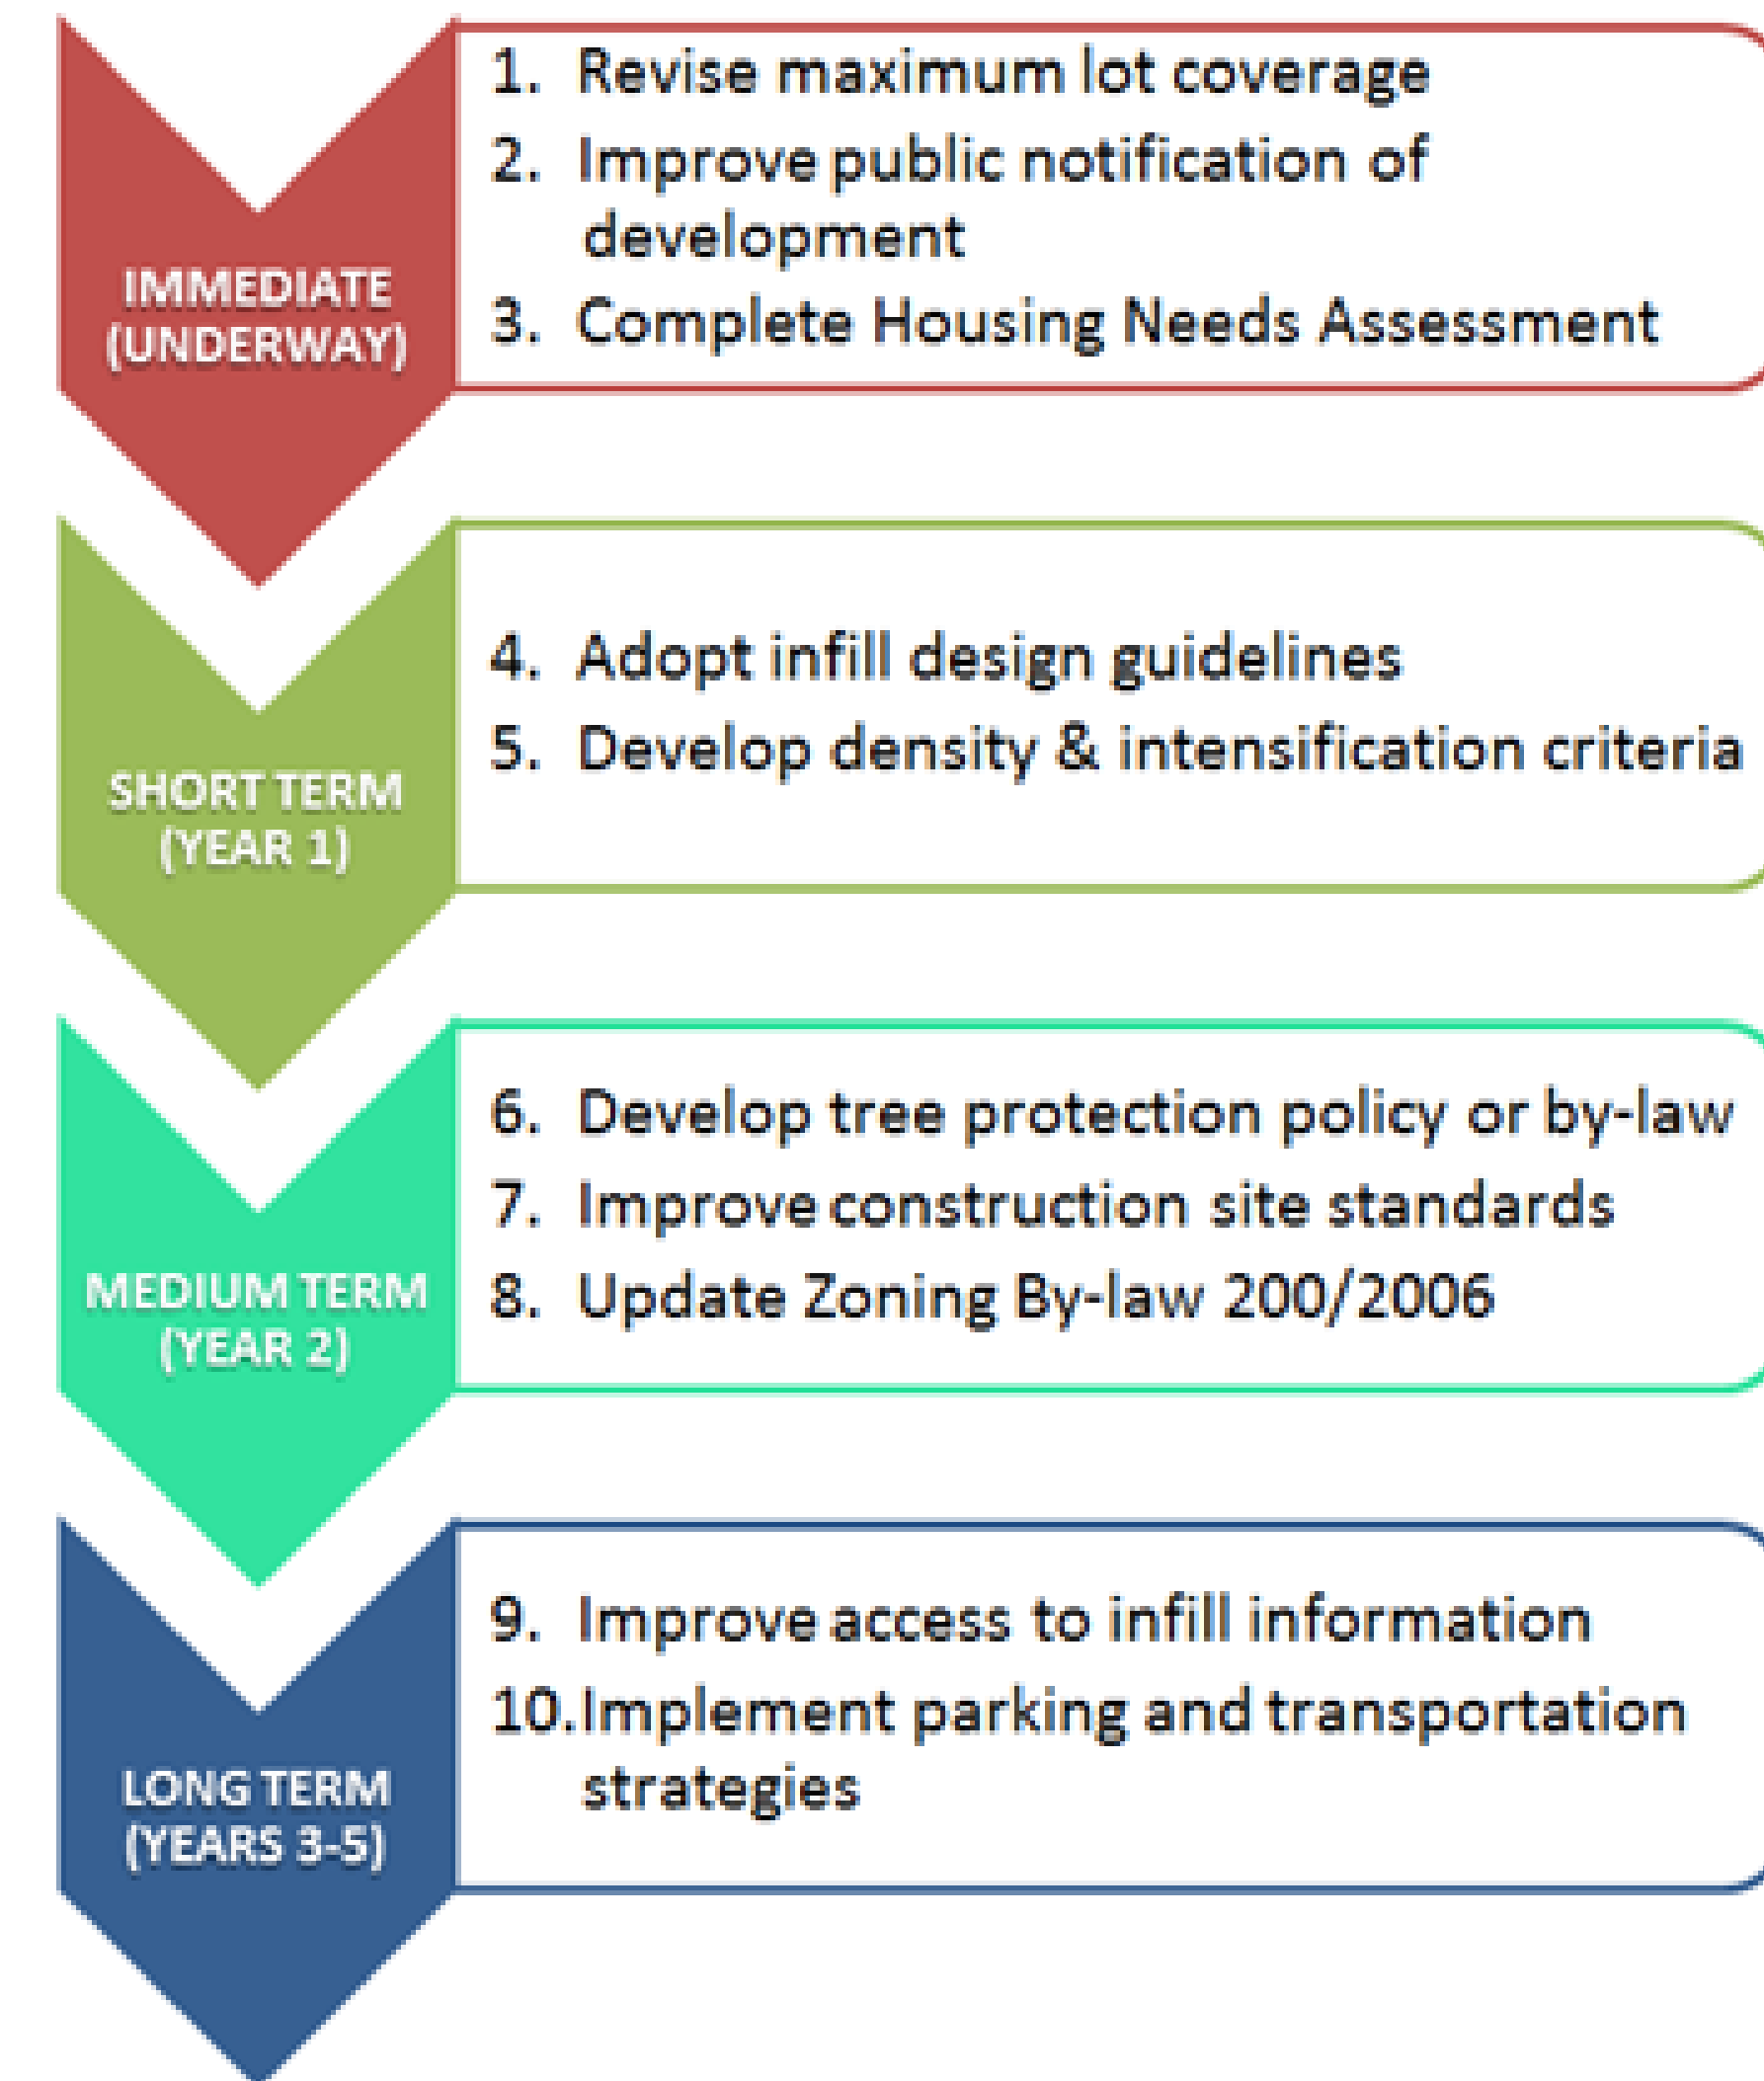 IMMEDIATE
(UNDERWAY)
1. Revise maximum lot coverage
2. Improve public notification of
development
3. Complete Housing Needs Assessment
SHORT TERM
(YEAR 1)
4. Adopt infill design guidelines
5. Develop density & intensification criteria
MEDIUM TERM
(YEAR 2)
6. Develop tree protection policy or by-law
7. Improve construction site standards
8. Update Zoning By-law 200/2006
LONG TERM
(YEARS 3-5)
9. Improve access to infill information
10. Implement parking and transportation
strategies